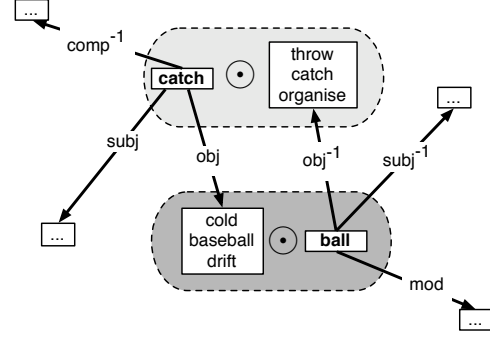 ...
comp-1
throw
catch
organise
catch
...
subj
obj
obj-1
subj-1
...
cold
baseball
drift
ball
mod
...